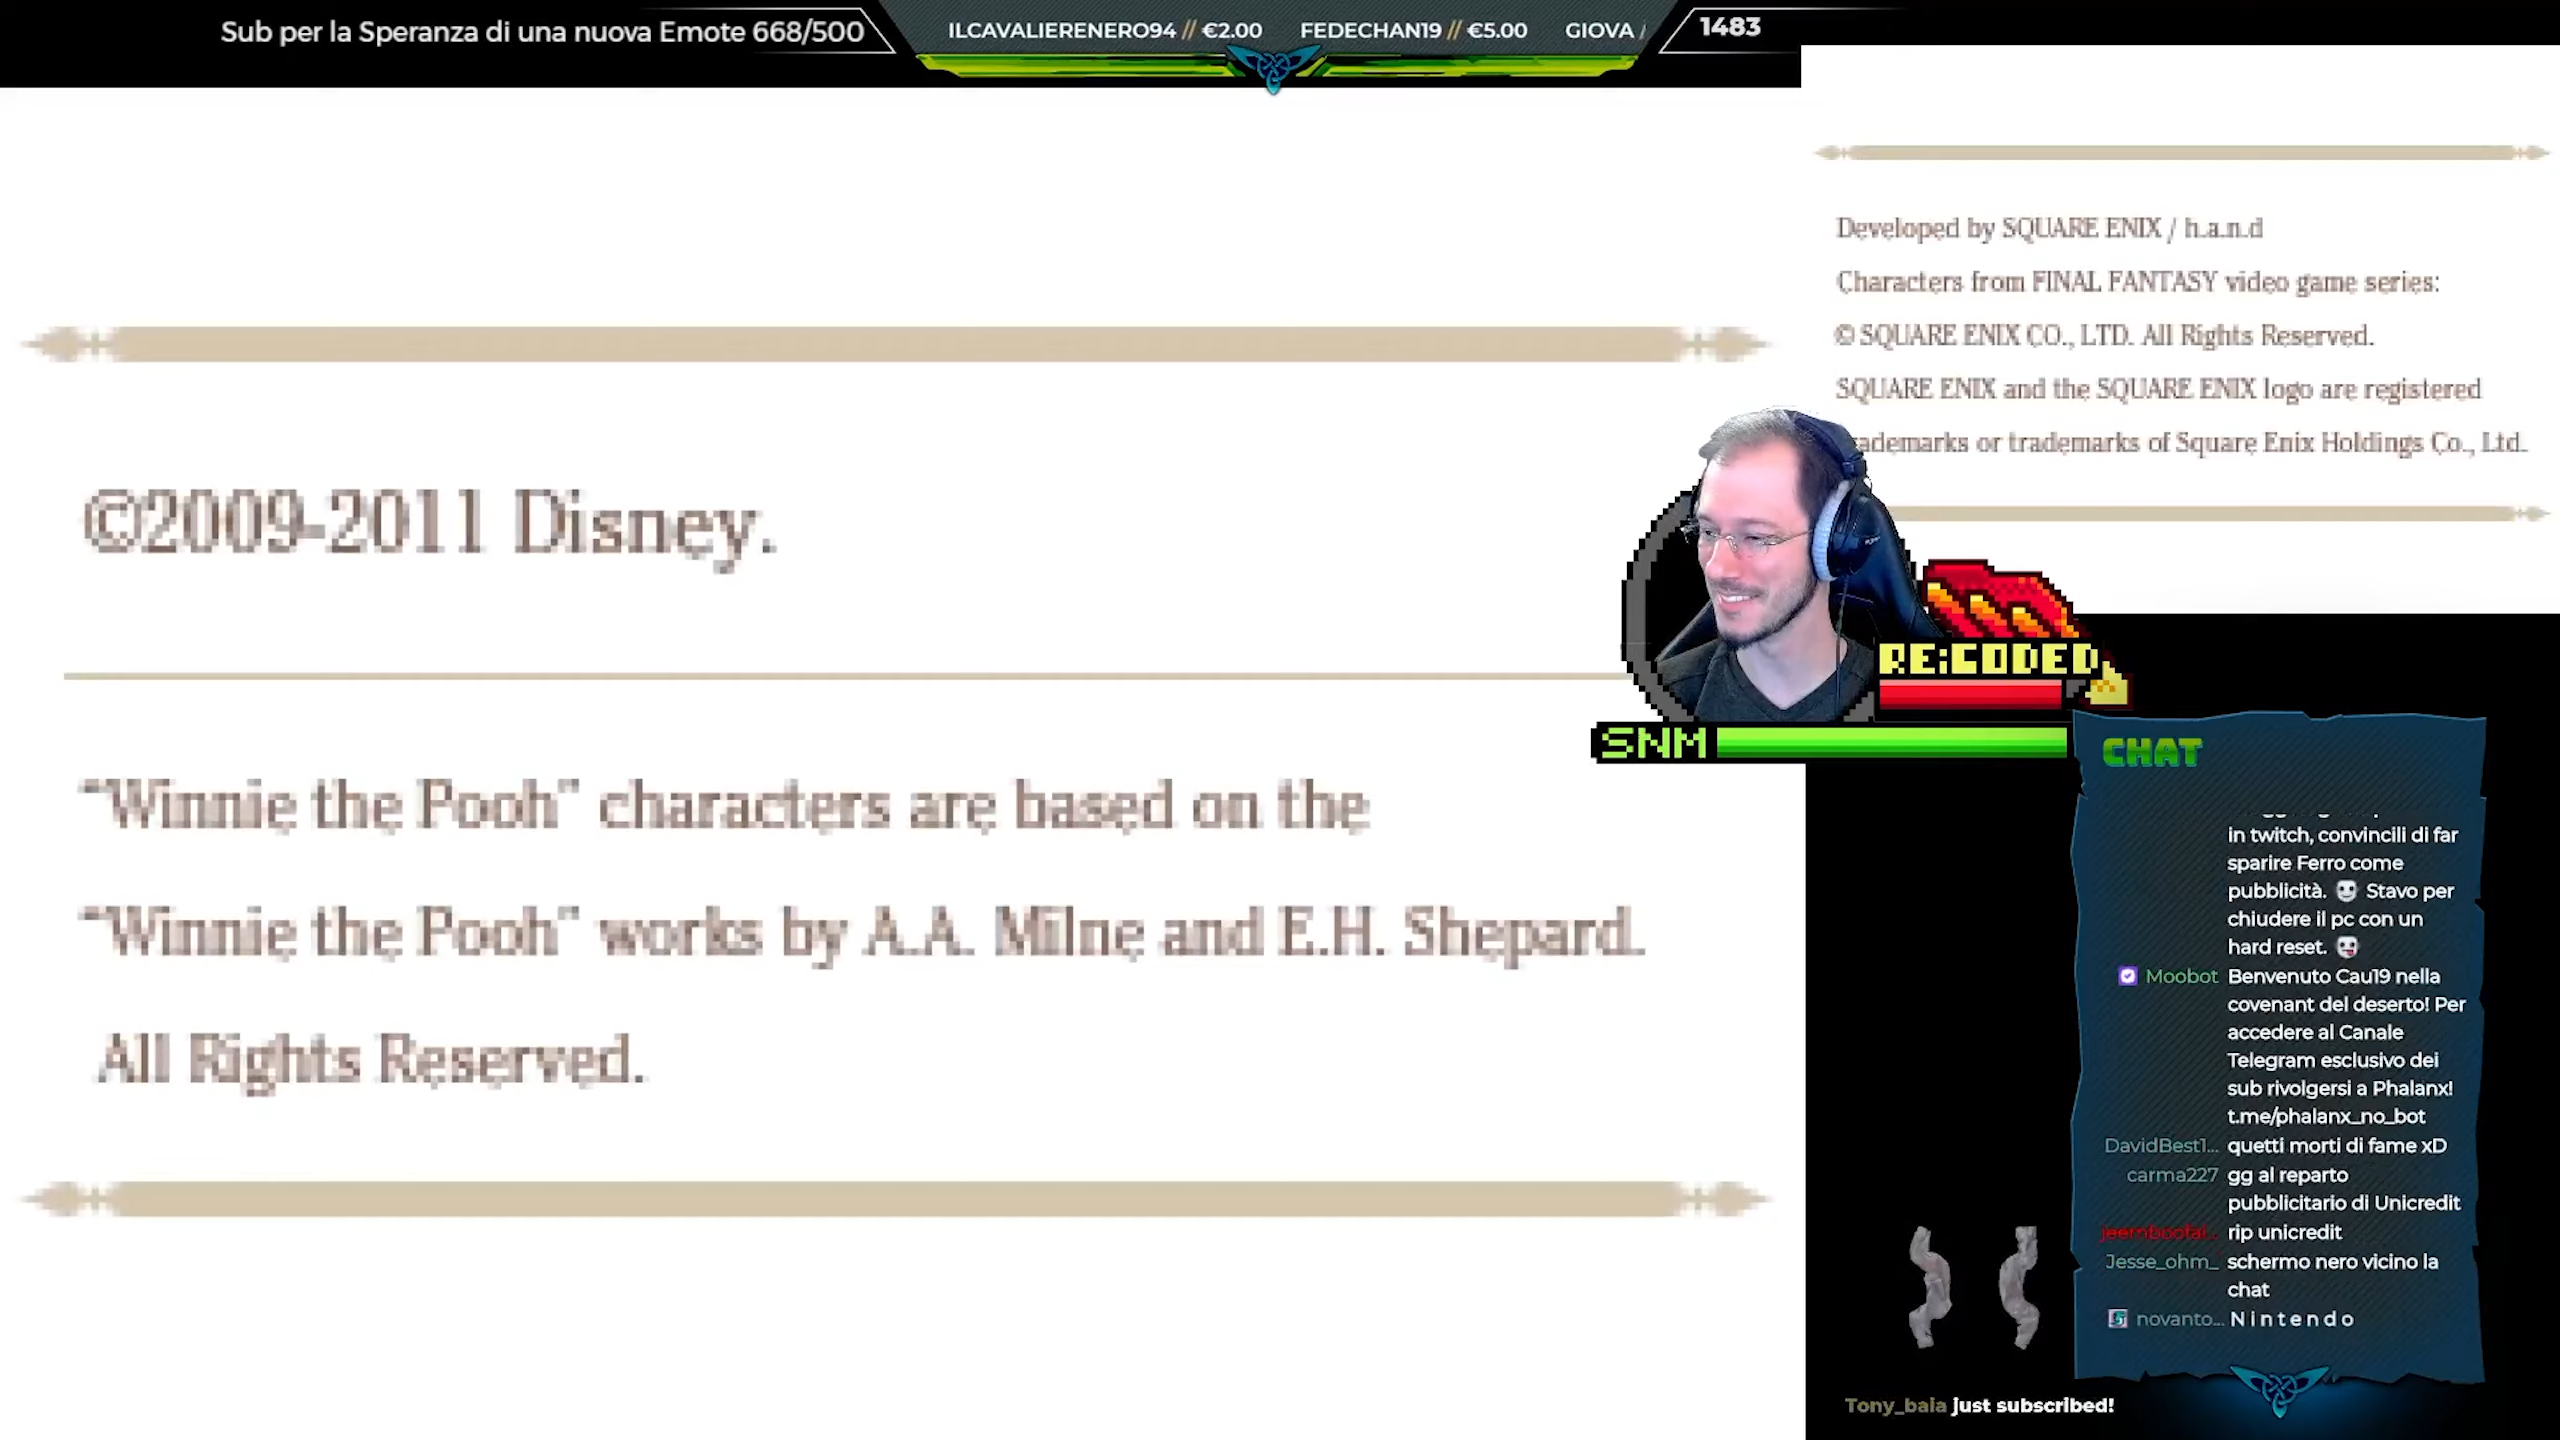 Sub per la Speranza di una nuova Emote 668/500
ILCAVALIERENERO94 // €2.00 FEDECHAN19 // €5.00 GIOVA /
1483
©2009-2011 Disney.
“Winnie the Pooh” characters are based on the
“Winnie the Pooh” works by A.A. Milne and E.H. Shepard.
All Rights Reserved.
Developed by SQUARE ENIX / h.a.n.d
Characters from FINAL FANTASY video game series:
© SQUARE ENIX CO., LTD. All Rights Reserved.
SQUARE ENIX and the SQUARE ENIX logo are registered
ademarks or trademarks of Square Enix Holdings Co., Ltd.
RE:CODED
SNM
CHAT
in twitch, convincili di far
sparire Ferro come
pubblicità. Stavo per
chiudere il pc con un
hard reset.
Moobot Benvenuto Cau19 nella
covenant del deserto! Per
accedere al Canale
Telegram esclusivo dei
sub rivolgersi a Phalanx!
t.me/phalanx_no_bot
DavidBest1... quetti morti di fame xD
carma227 gg al reparto
pubblicitario di Unicredit
rip unicredit
Jesse_ohm_ schermo nero vicino la
chat
novanto... N i n t e n d o
Tony_baia just subscribed!